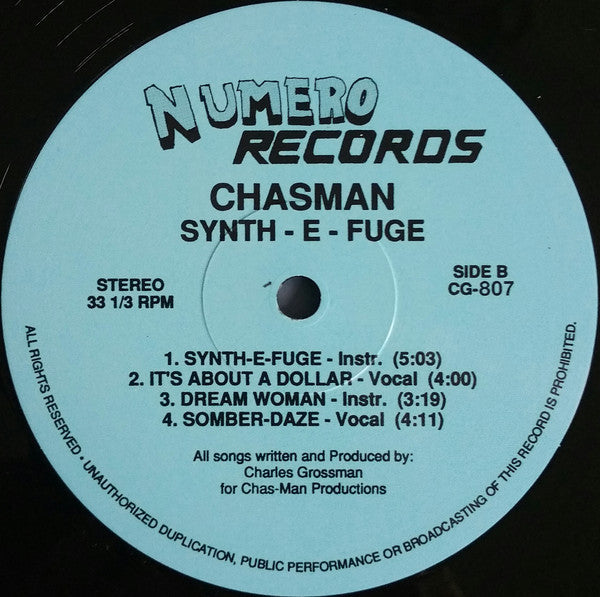 NUMERO
RECORDS
CHASMAN
SYNTH - E - FUGE
STEREO
33 1/3 RPM
SIDE B
CG-807
1. SYNTH-E-FUGE - Instr. (5:03)
2. IT'S ABOUT A DOLLAR - Vocal (4:00)
3. DREAM WOMAN - Instr. (3:19)
4. SOMBER-DAZE - Vocal (4:11)
All songs written and Produced by:
Charles Grossman
for Chas-Man Productions
ALL RIGHTS RESERVED • UNAUTHORIZED DUPLICATION, PUBLIC PERFORMANCE OR BROADCASTING OF THIS RECORD IS PROHIBITED.